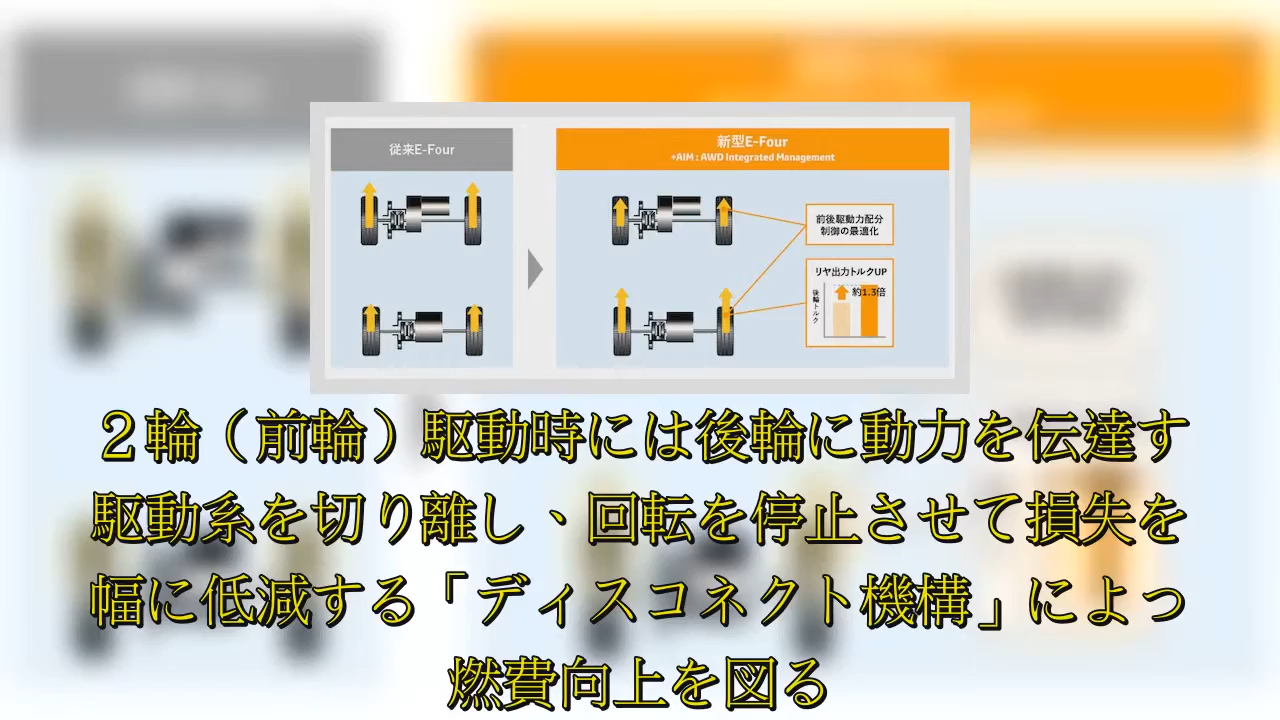 従来E-Four
新型E-Four
+AIM : AWD Integrated Management
前後駆動力配分
制御の最適化
リヤ出力トルクUP
約1.3倍
後輪トルク
２輪（前輪）駆動時には後輪に動力を伝達す
駆動系を切り離し、回転を停止させて損失を
幅に低減する「ディスコネクト機構」によっ
燃費向上を図る